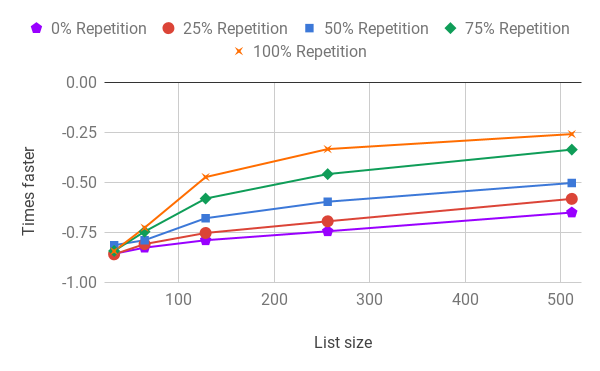 0% Repetition 25% Repetition 50% Repetition 75% Repetition
100% Repetition
0.00
-0.25
-0.50
-0.75
-1.00
Tlmes faster
100 200 300 400 500
List size